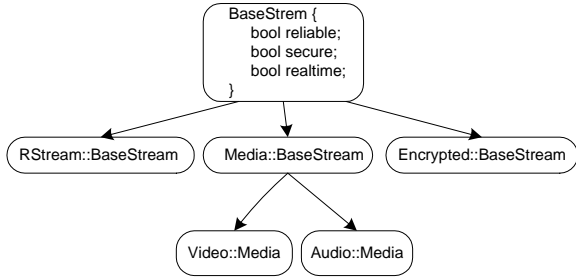 BaseStrem {
bool reliable;
bool secure;
bool realtime;
}
RStream::BaseStream
Media::BaseStream
Encrypted::BaseStream
Video::Media
Audio::Media